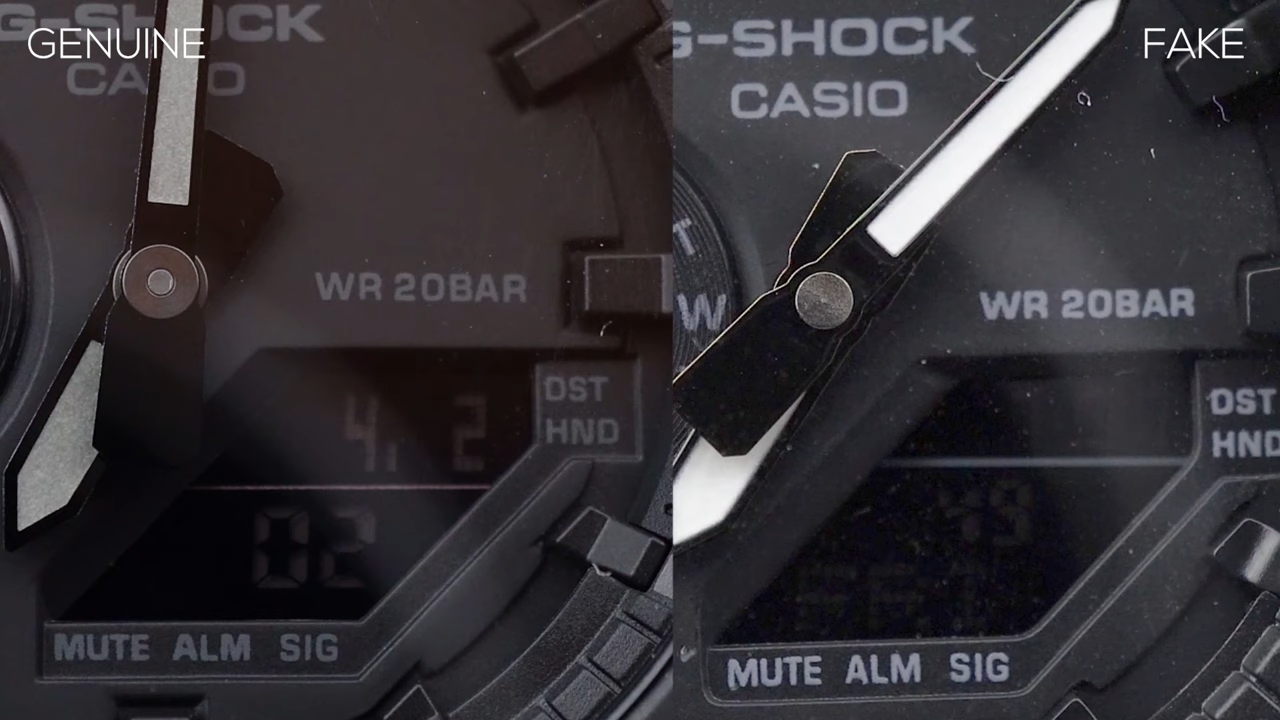 GENUINE
G-SHOCK
CASIO
WR 20BAR
DST
HND
4, 2
02
MUTE ALM SIG
FAKE
G-SHOCK
CASIO
T
W
WR 20BAR
DST
HND
49
MUTE ALM SIG